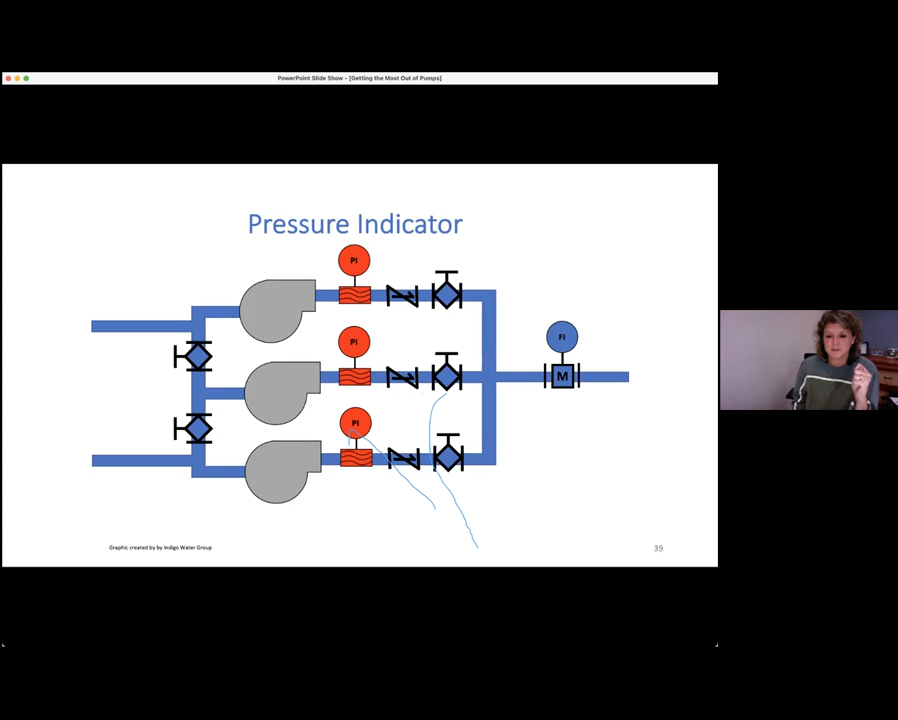 PowerPoint Slide Show - [Getting the Most Out of Pumps]
Pressure Indicator
PI
PI
FI
M
PI
Graphic created by by Indigo Water Group
39